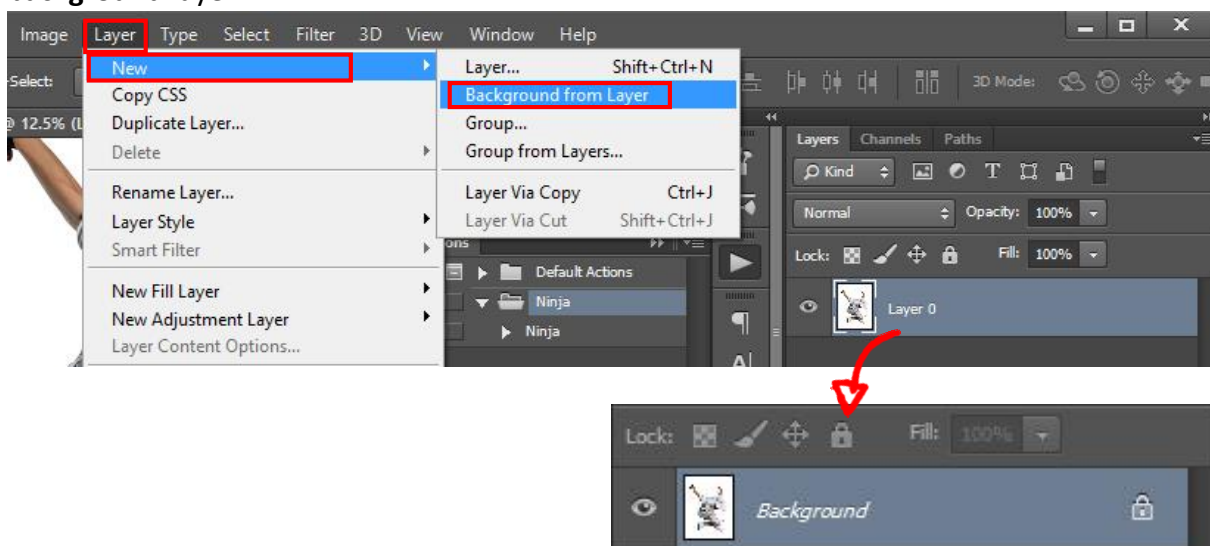 Image Layer Type Select Filter 3D View Window Help
New
Copy CSS
Duplicate Layer...
Delete
Rename Layer...
Layer Style
Smart Filter
New Fill Layer
New Adjustment Layer
Layer Content Options...
Layer... Shift+Ctrl+N
Background from Layer
Group...
Group from Layers...
Layer Via Copy Ctrl+J
Layer Via Cut Shift+Ctrl+J
Select:
3D Mode:
@ 12.5% (L
ons
Default Actions
Ninja
Ninja
Layers Channels Paths
Kind
Normal Opacity: 100%
Lock: Fill: 100%
Layer 0
Lock: Fill: 100%
Background